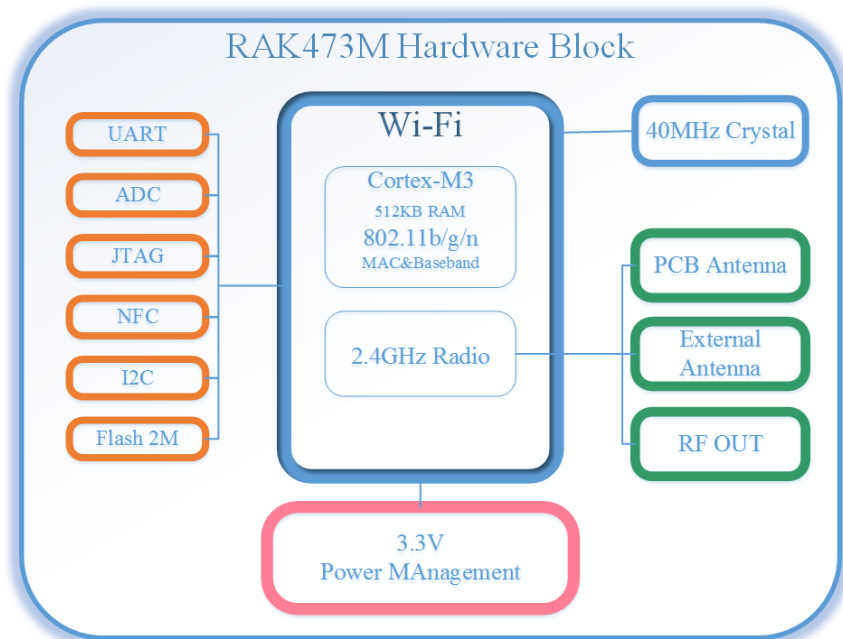 RAK473M Hardware Block
UART
ADC
JTAG
NFC
I2C
Flash 2M
Wi-Fi
Cortex-M3
512KB RAM
802.11b/g/n
MAC&Baseband
2.4GHz Radio
40MHz Crystal
PCB Antenna
External
Antenna
RF OUT
3.3V
Power MAnagement